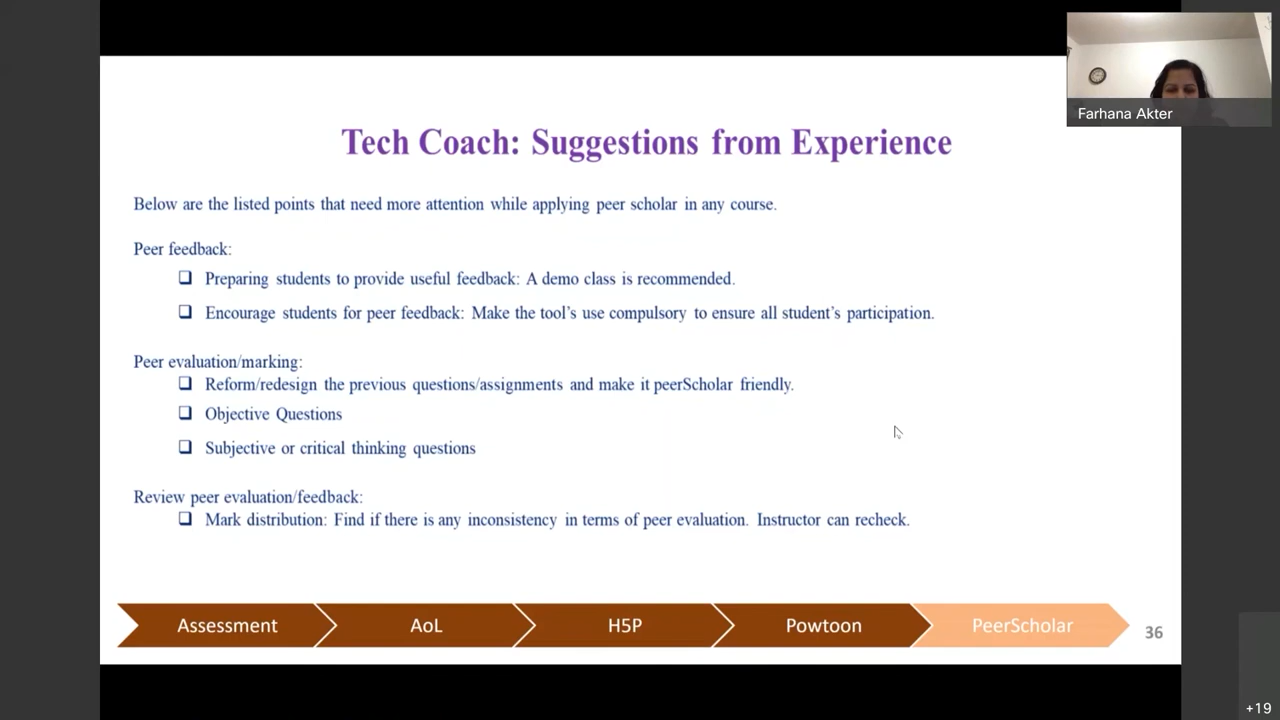 Farhana Akter
Tech Coach: Suggestions from Experience
Below are the listed points that need more attention while applying peer scholar in any course.
Peer feedback:
Preparing students to provide useful feedback: A demo class is recommended.
Encourage students for peer feedback: Make the tool's use compulsory to ensure all student's participation.
Peer evaluation/marking:
Reform/redesign the previous questions/assignments and make it peerScholar friendly.
Objective Questions
Subjective or critical thinking questions
Review peer evaluation/feedback:
Mark distribution: Find if there is any inconsistency in terms of peer evaluation. Instructor can recheck.
Assessment AoL H5P Powtoon PeerScholar 36
+19